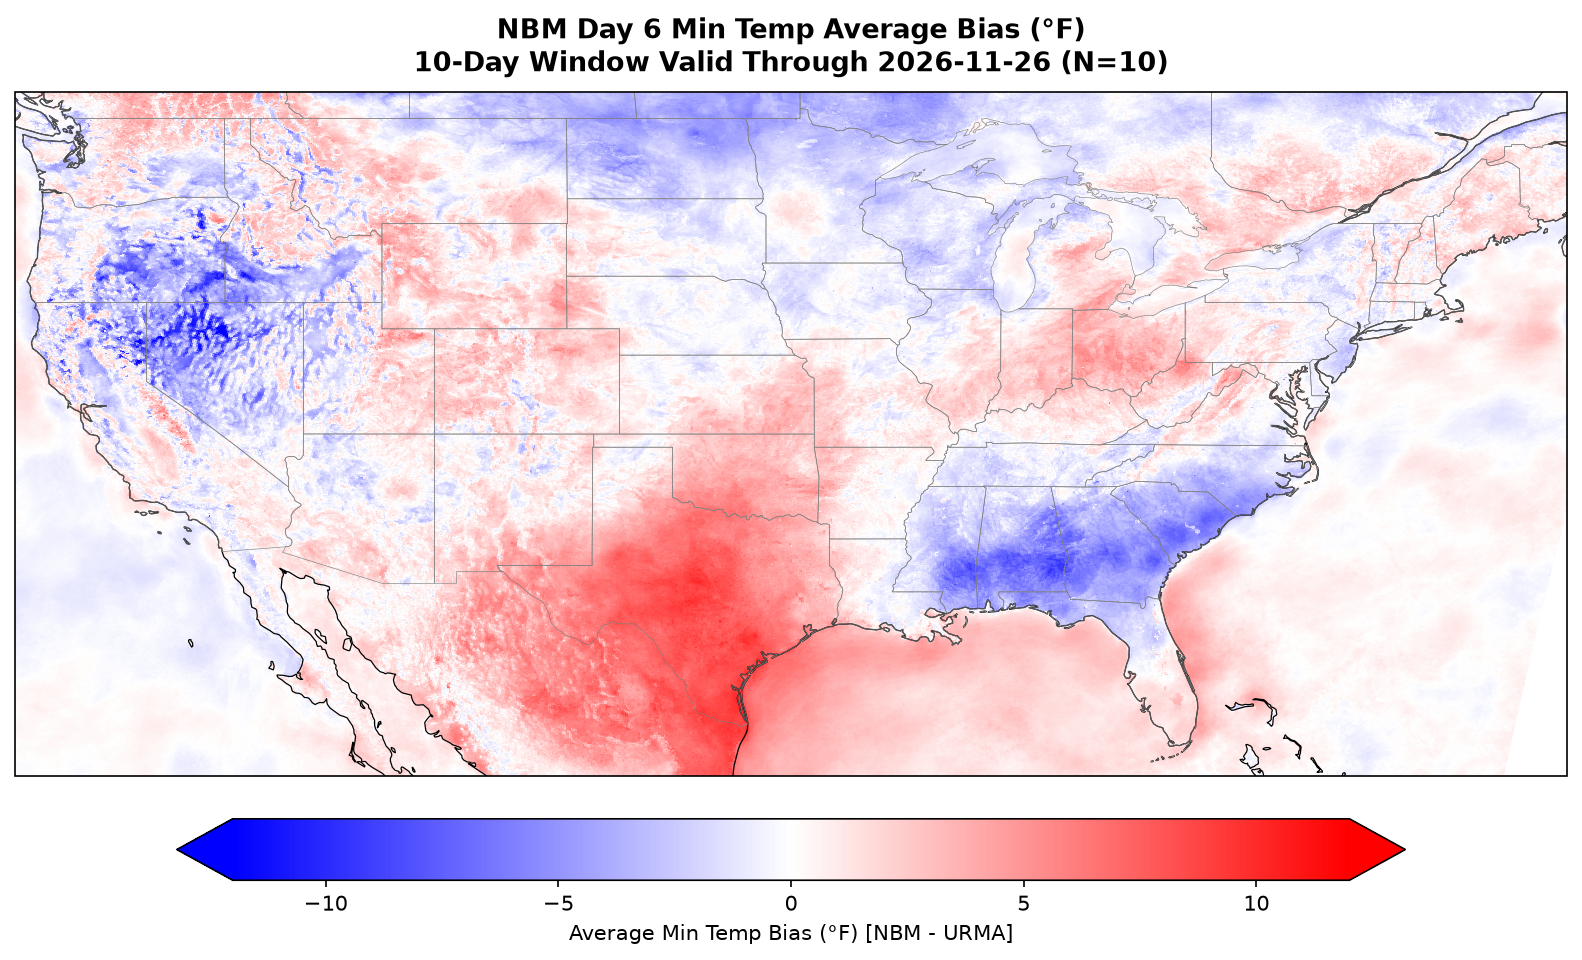 NBM Day 6 Min Temp Average Bias (°F)
10-Day Window Valid Through 2026-11-26 (N=10)
−10 −5 0 5 10
Average Min Temp Bias (°F) [NBM - URMA]